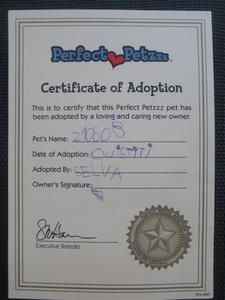 Perfect Petzzz
Certificate of Adoption
This is to certify that this Perfect Petzzz pet has
been adopted by a loving and caring new owner.
Pet's Name:
Date of Adoption: OUISTITI
Adopted By: SELVA
Owner's Signature:
Executive Breeder